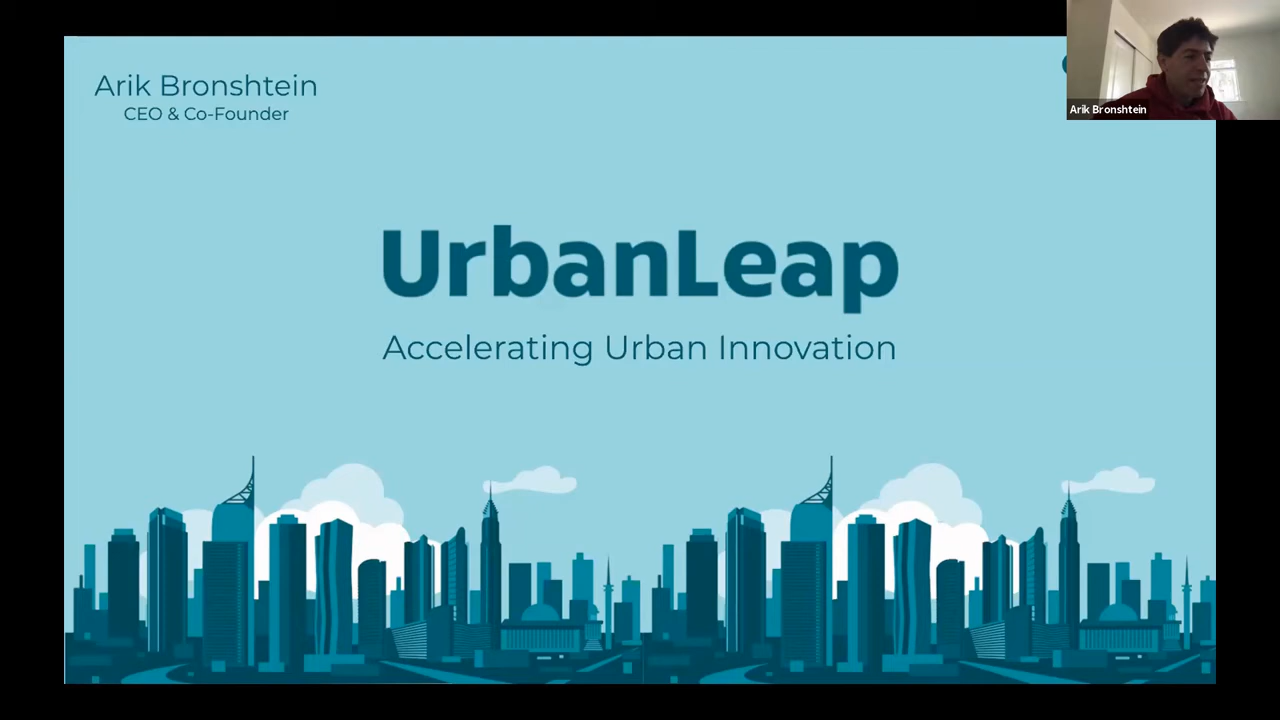 Arik Bronshtein
CEO & Co-Founder
Arik Bronshtein
UrbanLeap
Accelerating Urban Innovation